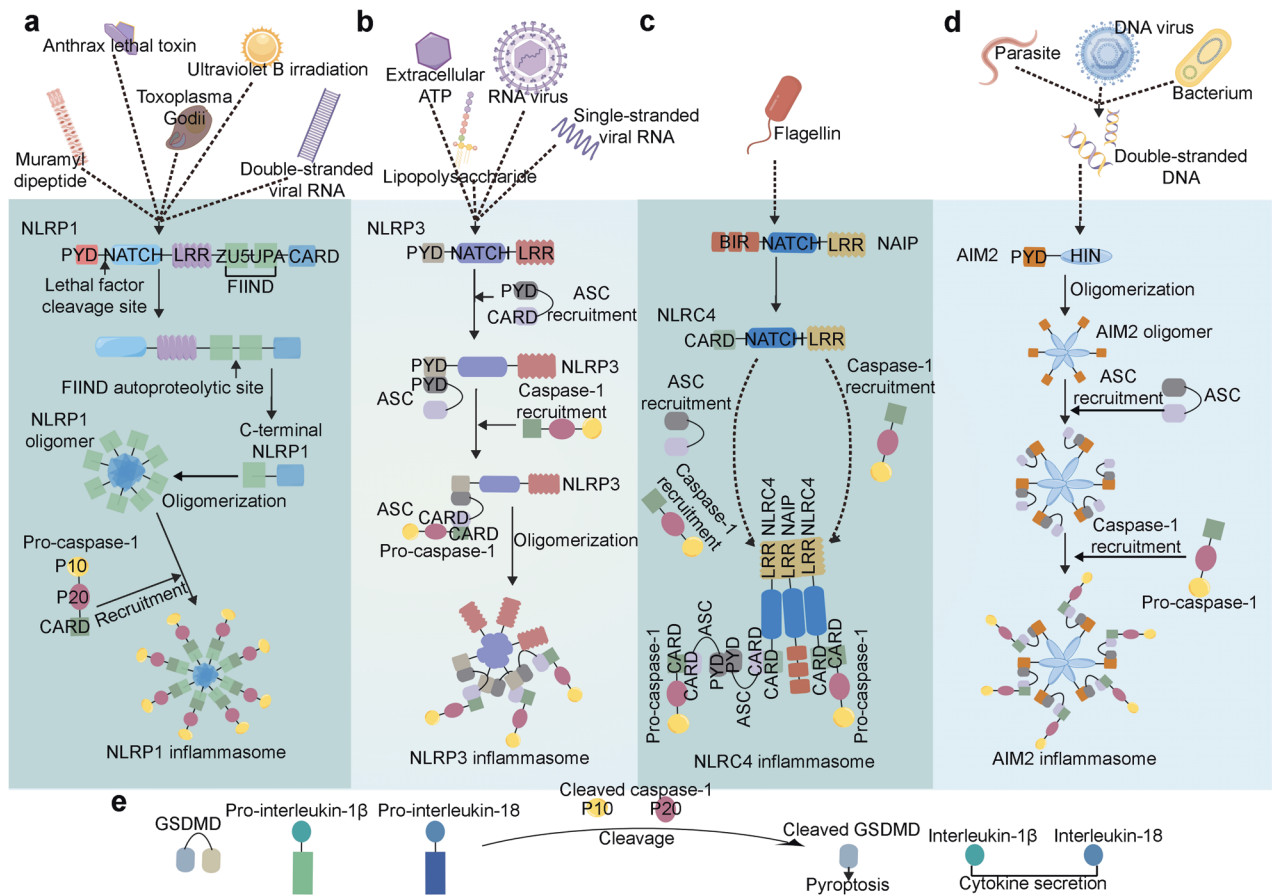 a
Anthrax lethal toxin
Ultraviolet B irradiation
Toxoplasma
Godii
Muramyl
dipeptide
Double-stranded
viral RNA
NLRP1
PYD
NATCH
LRR
ZU5
UPA
CARD
Lethal factor
cleavage site
FIIND
FIIND autoproteolytic site
NLRP1
oligomer
C-terminal
NLRP1
Oligomerization
Pro-caspase-1
P10
P20
CARD
Recruitment
NLRP1 inflammasome
b
Extracellular
ATP
RNA virus
Single-stranded
viral RNA
Lipopolysaccharide
NLRP3
PYD
NATCH
LRR
PYD
CARD
ASC
recruitment
PYD
PYD
NLRP3
ASC
Caspase-1
recruitment
NLRP3
ASC
CARD
CARD
Pro-caspase-1
Oligomerization
NLRP3 inflammasome
c
Flagellin
BIR
NATCH
LRR
NAIP
NLRC4
CARD
NATCH
LRR
ASC
recruitment
Caspase-1
recruitment
Caspase-1
recruitment
NLRC4
NAIP
NLRC4
LRR
LRR
LRR
Pro-caspase-1
CARD
CARD
ASC
PYD
PYD
ASC
CARD
CARD
CARD
CARD
Pro-caspase-1
NLRC4 inflammasome
d
Parasite
DNA virus
Bacterium
Double-stranded
DNA
AIM2
PYD
HIN
Oligomerization
AIM2 oligomer
ASC
recruitment
ASC
Caspase-1
recruitment
Pro-caspase-1
AIM2 inflammasome
e
GSDMD
Pro-interleukin-1β
Pro-interleukin-18
Cleaved caspase-1
P10
P20
Cleavage
Cleaved GSDMD
Pyroptosis
Interleukin-1β
Interleukin-18
Cytokine secretion